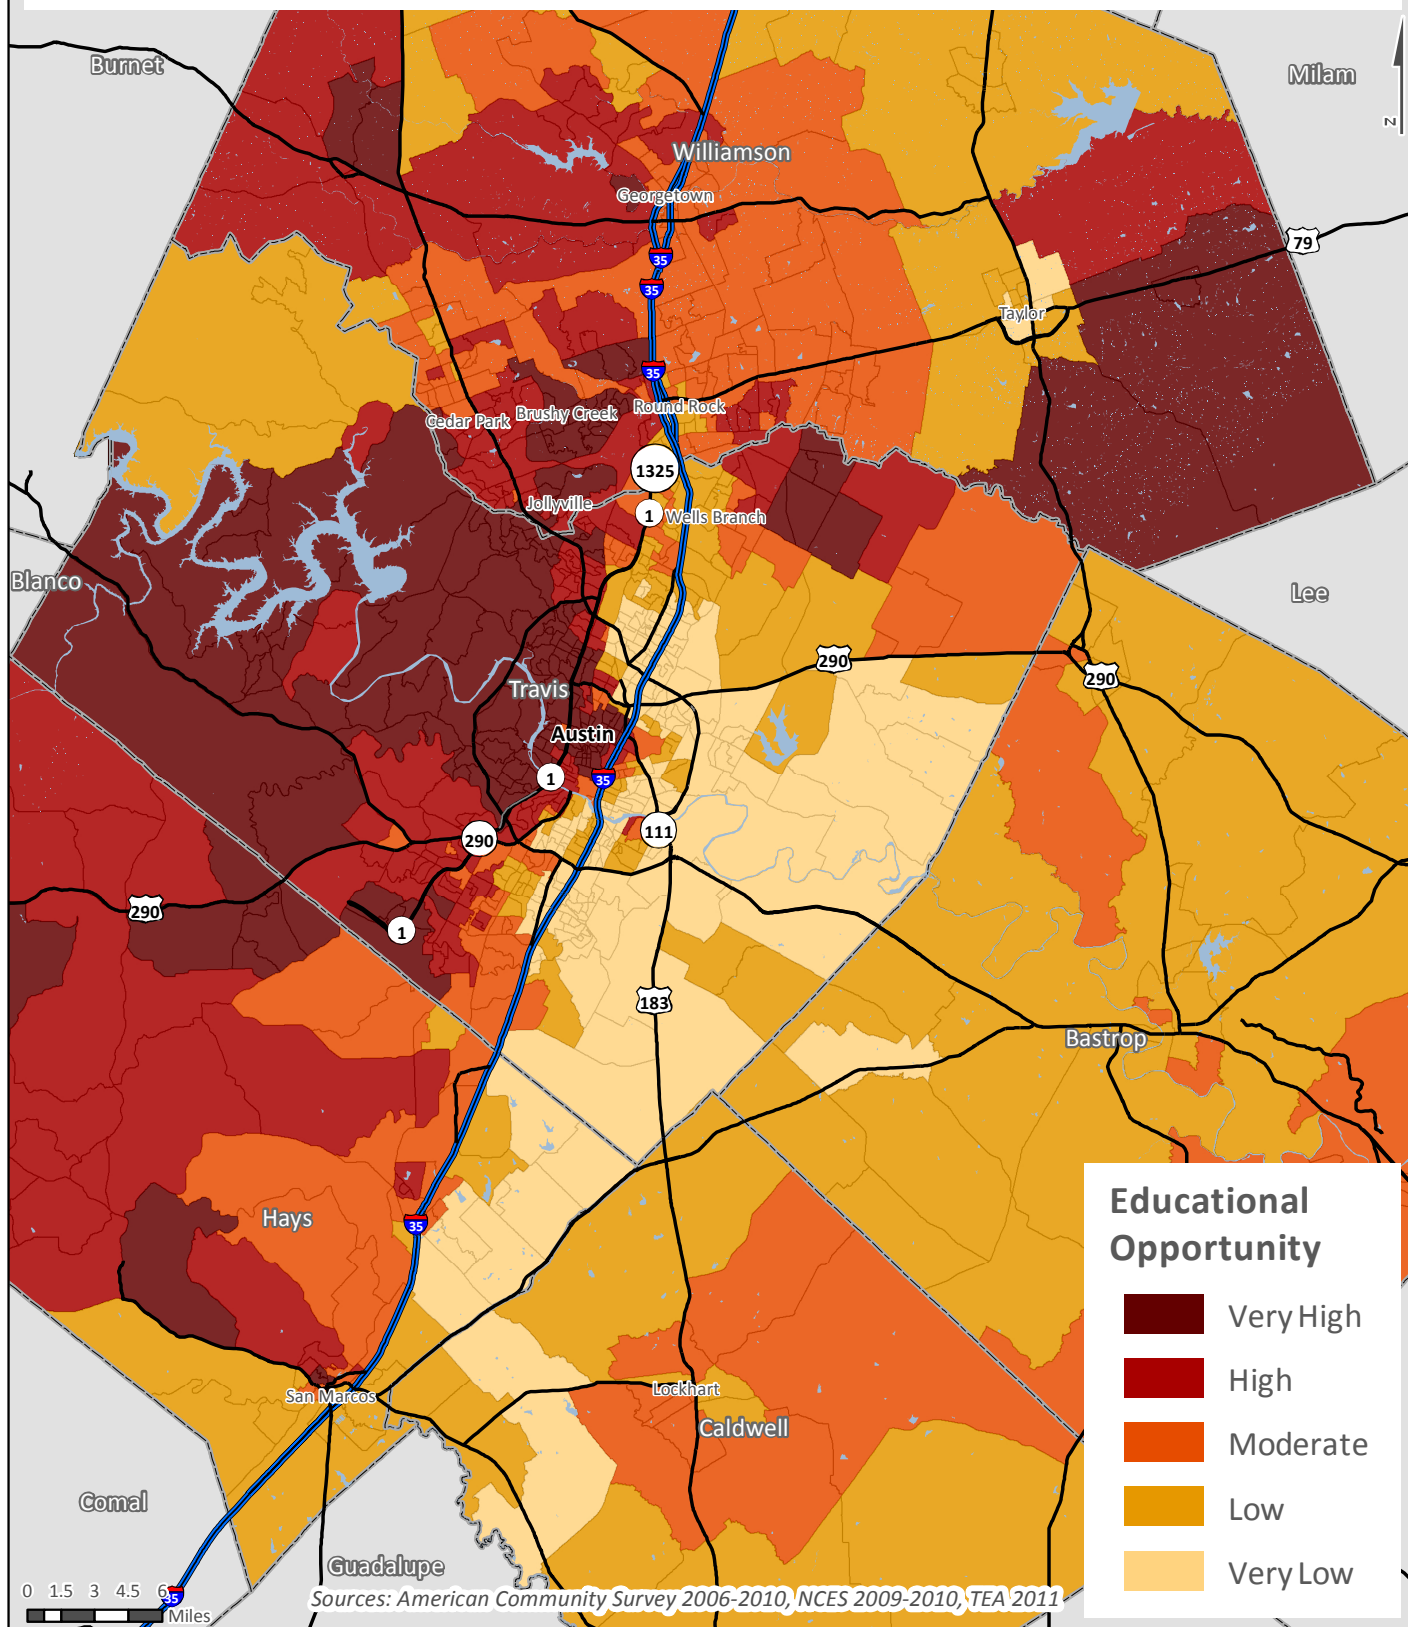 Burnet
Milam
N
Williamson
Georgetown
79
35
35
Taylor
35
Cedar Park
Brushy Creek
Round Rock
1325
Jollyville
1
Wells Branch
Blanco
Lee
290
290
Travis
Austin
1
35
290
111
290
1
183
Bastrop
Hays
35
San Marcos
Lockhart
Caldwell
Comal
Guadalupe
Educational
Opportunity
Very High
High
Moderate
Low
Very Low
0 1.5 3 4.5 6
Miles
35
Sources: American Community Survey 2006-2010, NCES 2009-2010, TEA 2011